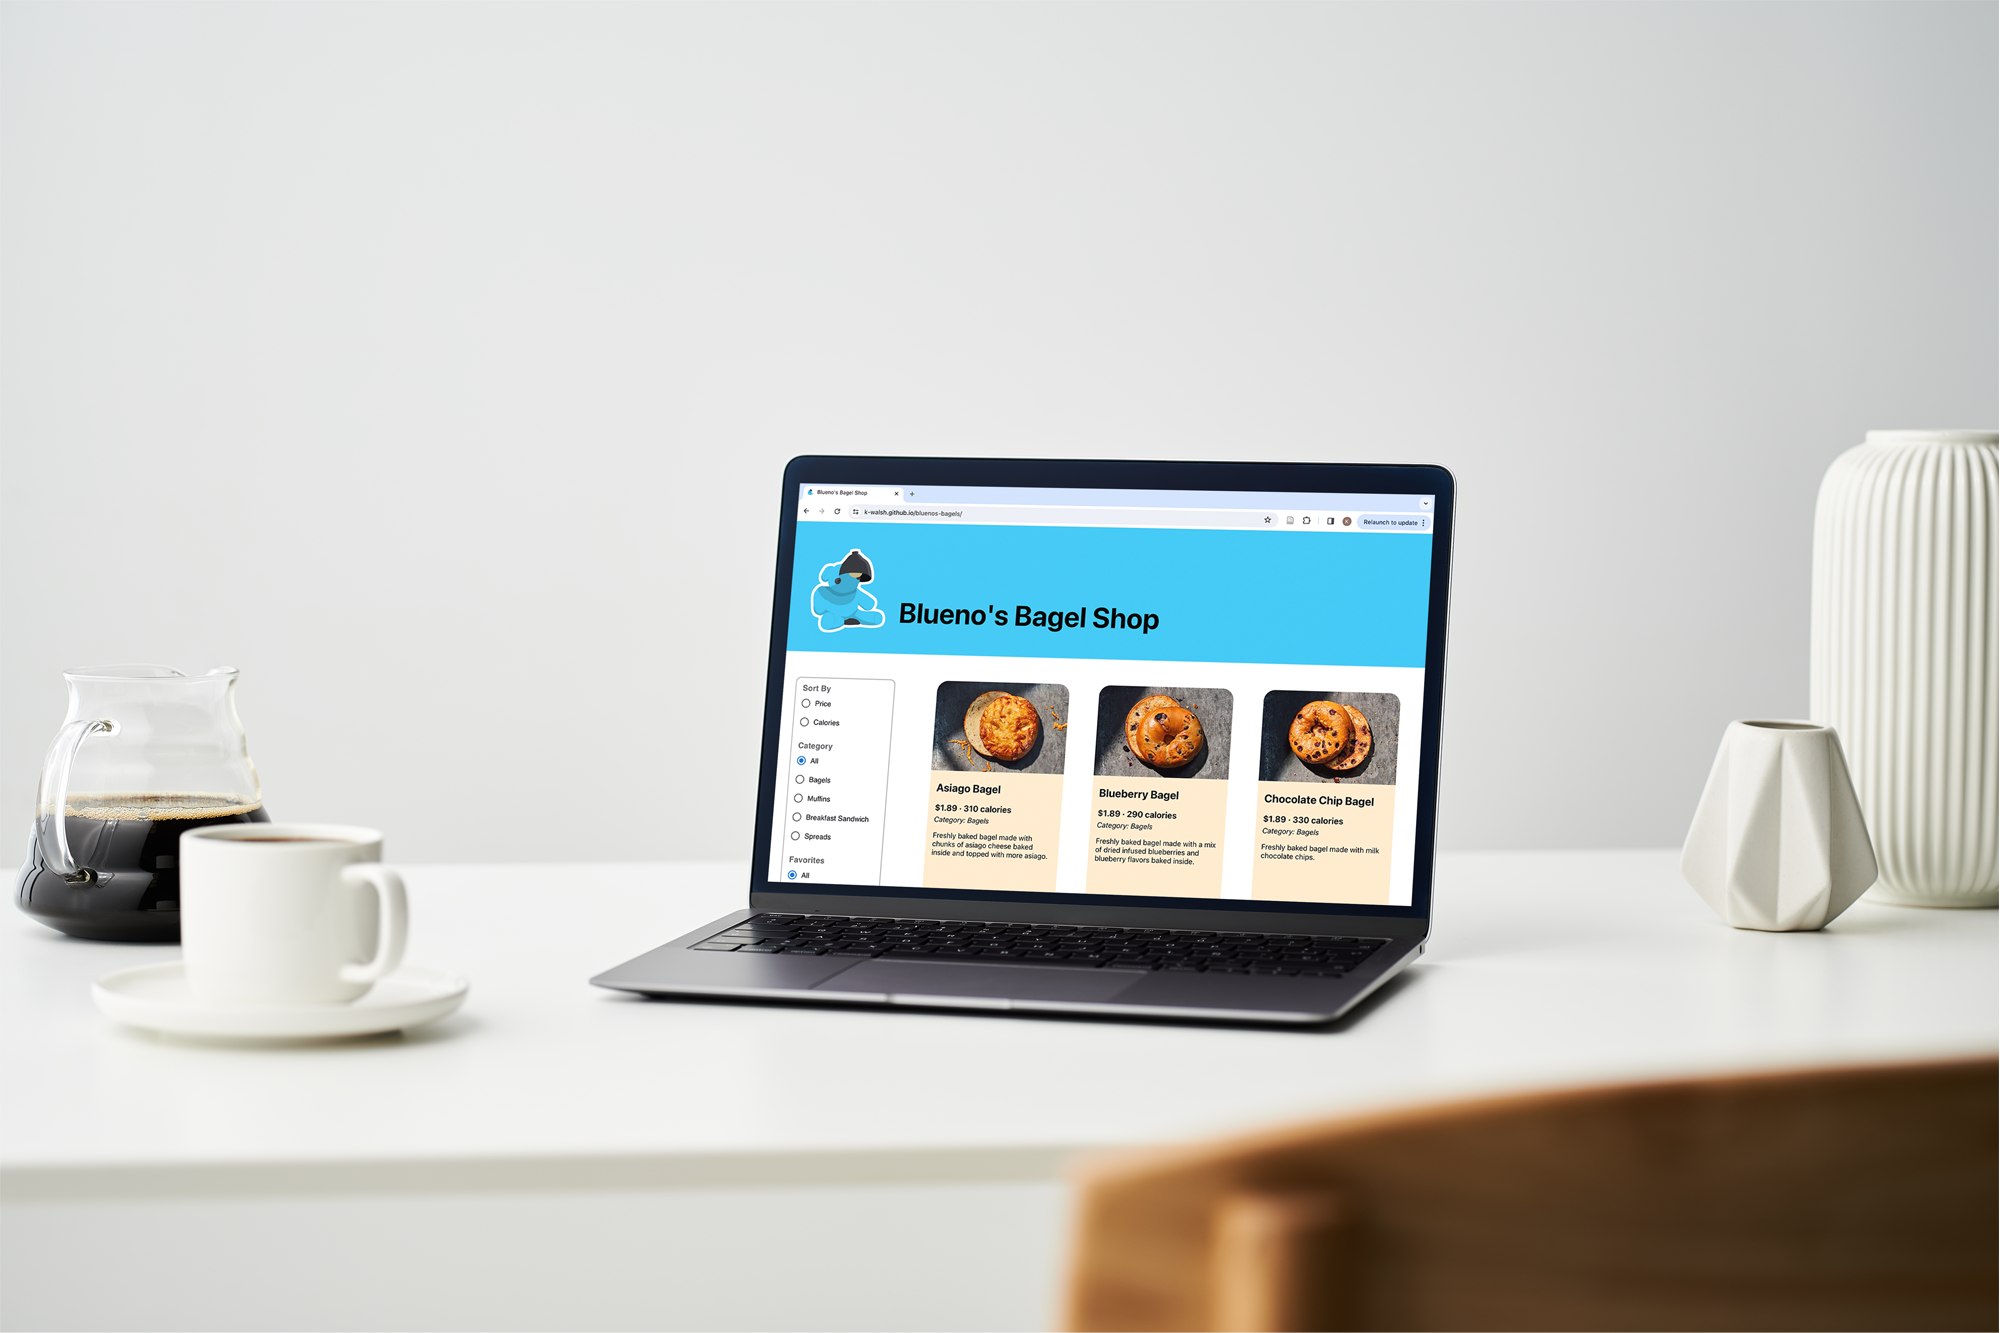 Blueno's Bagel Shop
k-walsh.github.io/bluenos-bagels/
Relaunch to update
Blueno's Bagel Shop
Sort By
Price
Calories
Category
All
Bagels
Muffins
Breakfast Sandwich
Spreads
Favorites
All
Asiago Bagel
$1.89 · 310 calories
Category: Bagels
Freshly baked bagel made with
chunks of asiago cheese baked
inside and topped with more asiago.
Blueberry Bagel
$1.89 · 290 calories
Category: Bagels
Freshly baked bagel made with a mix
of dried infused blueberries and
blueberry flavors baked inside.
Chocolate Chip Bagel
$1.89 · 330 calories
Category: Bagels
Freshly baked bagel made with milk
chocolate chips.